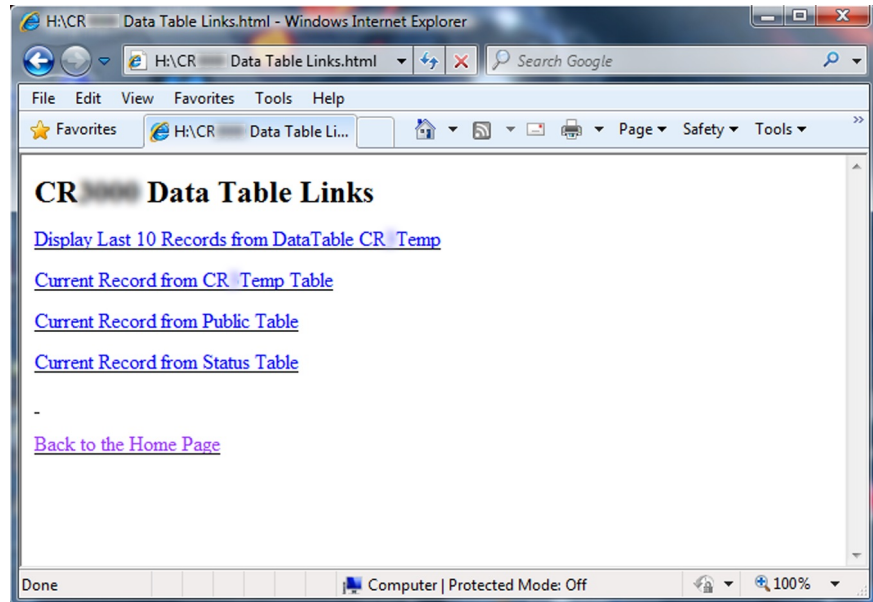 H:\CR Data Table Links.html - Windows Internet Explorer
H:\CR Data Table Links.html
Search Google
File Edit View Favorites Tools Help
Favorites H:\CR Data Table Li... Page Safety Tools »
CR Data Table Links
Display Last 10 Records from DataTable CR Temp
Current Record from CR Temp Table
Current Record from Public Table
Current Record from Status Table
-
Back to the Home Page
Done Computer | Protected Mode: Off 100%